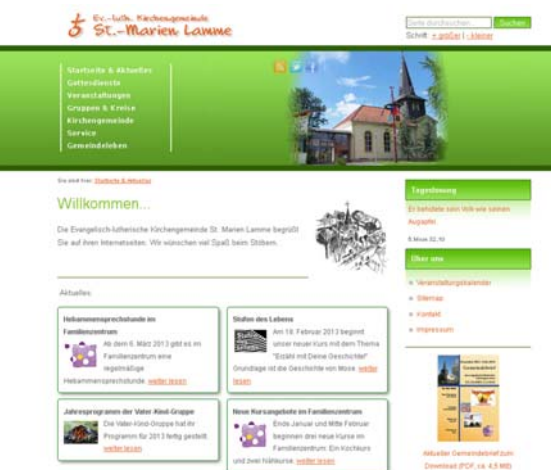 Ev.-luth. Kirchengemeinde
St.-Marien Lamme
Seite durchsuchen... Suchen
Schrift: + größer | - kleiner
Startseite & Aktuelles
Gottesdienste
Veranstaltungen
Gruppen & Kreise
Kirchengemeinde
Service
Gemeindeleben
Sie sind hier: Startseite & Aktuelles
Willkommen...
Die Evangelisch-lutherische Kirchengemeinde St. Marien Lamme begrüßt
Sie auf ihren Internetseiten. Wir wünschen viel Spaß beim Stöbern.
Aktuelles:
Hebammensprechstunde im
Familienzentrum
Ab dem 6. März 2013 gibt es im
Familienzentrum eine
regelmäßige
Hebammensprechstunde. weiter lesen
Stufen des Lebens
Am 18. Februar 2013 beginnt
unser neuer Kurs mit dem Thema
"Erzähl mir Deine Geschichte!"
Grundlage ist die Geschichte von Mose. weiter
lesen
Jahresprogramm der Vater-Kind-Gruppe
Die Vater-Kind-Gruppe hat ihr
Programm für 2013 fertig gestellt.
weiter lesen
Neue Kursangebote im Familienzentrum
Ende Januar und Mitte Februar
beginnen drei neue Kurse im
Familienzentrum. Ein Kochkurs
und zwei Nähkurse. weiter lesen
Tageslosung
Er behütete sein Volk wie seinen
Augapfel.
5.Mose 32,10
Über uns
Veranstaltungskalender
Sitemap
Kontakt
Impressum
Gemeindebrief
Aktueller Gemeindebrief zum
Download (PDF, ca. 4,5 MB)